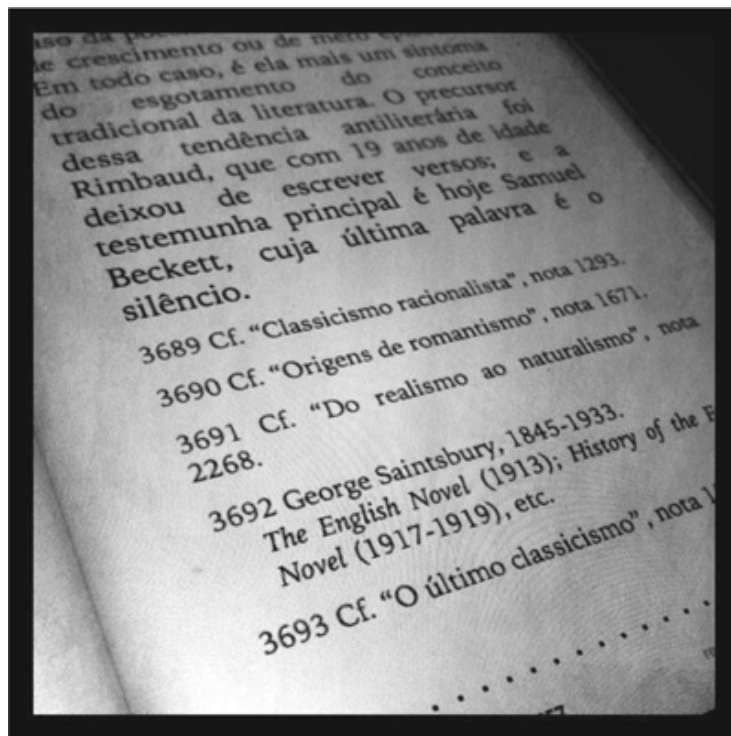 de crescimento ou de mero
Em todo caso, é ela mais um sintoma
do esgotamento do conceito
tradicional da literatura. O precursor
dessa tendência antiliterária foi
Rimbaud, que com 19 anos de idade
deixou de escrever versos; e a
testemunha principal é hoje Samuel
Beckett, cuja última palavra é o
silêncio.
3689 Cf. “Classicismo racionalista”, nota 1293.
3690 Cf. “Origens de romantismo”, nota 1671.
3691 Cf. “Do realismo ao naturalismo”, nota
2268.
3692 George Saintsbury, 1845-1933.
The English Novel (1913); History of the
Novel (1917-1919), etc.
3693 Cf. “O último classicismo”, nota